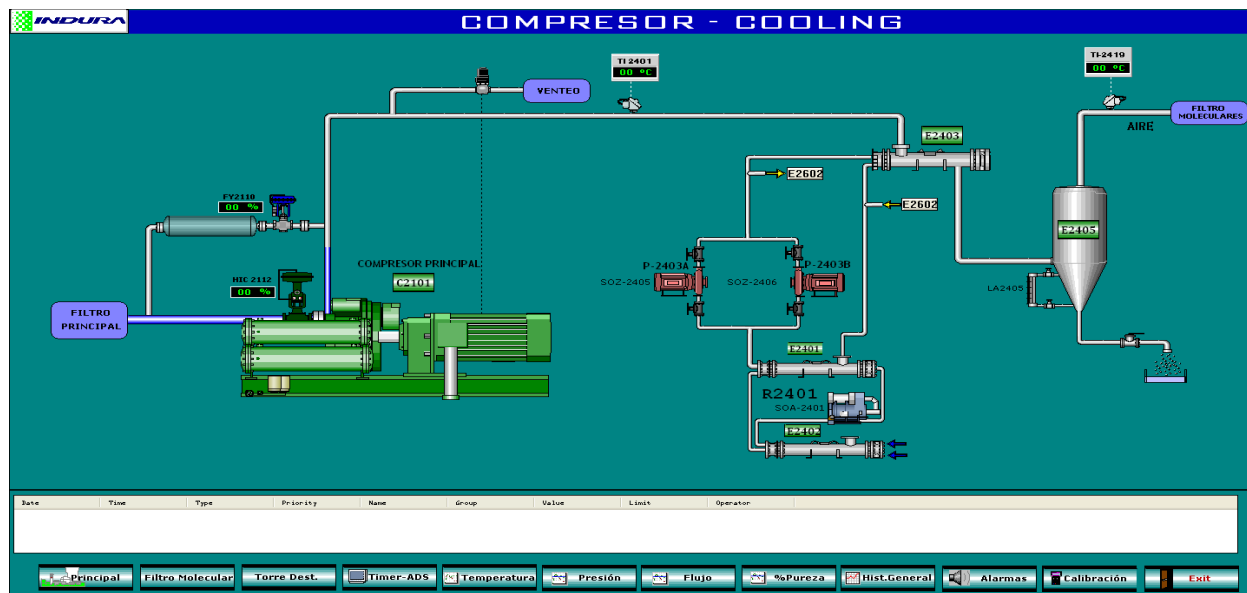 INDURA
COMPRESOR - COOLING
TI 2401
00 ºC
TI-2419
00 ºC
VENTEO
FILTRO
MOLECULARES
AIRE
E2403
E2602
E2602
FY2110
00 %
E2405
COMPRESOR PRINCIPAL
C2101
P-2403A
P-2403B
SOZ-2405
SOZ-2406
HIC 2112
00 %
LA2405
FILTRO
PRINCIPAL
E2401
R2401
SOA-2401
E2402
Date Time Type Priority Name Group Value Limit Operator
Principal Filtro Molecular Torre Dest. Timer-ADS Temperatura Presión Flujo %Pureza Hist.General Alarmas Calibración Exit